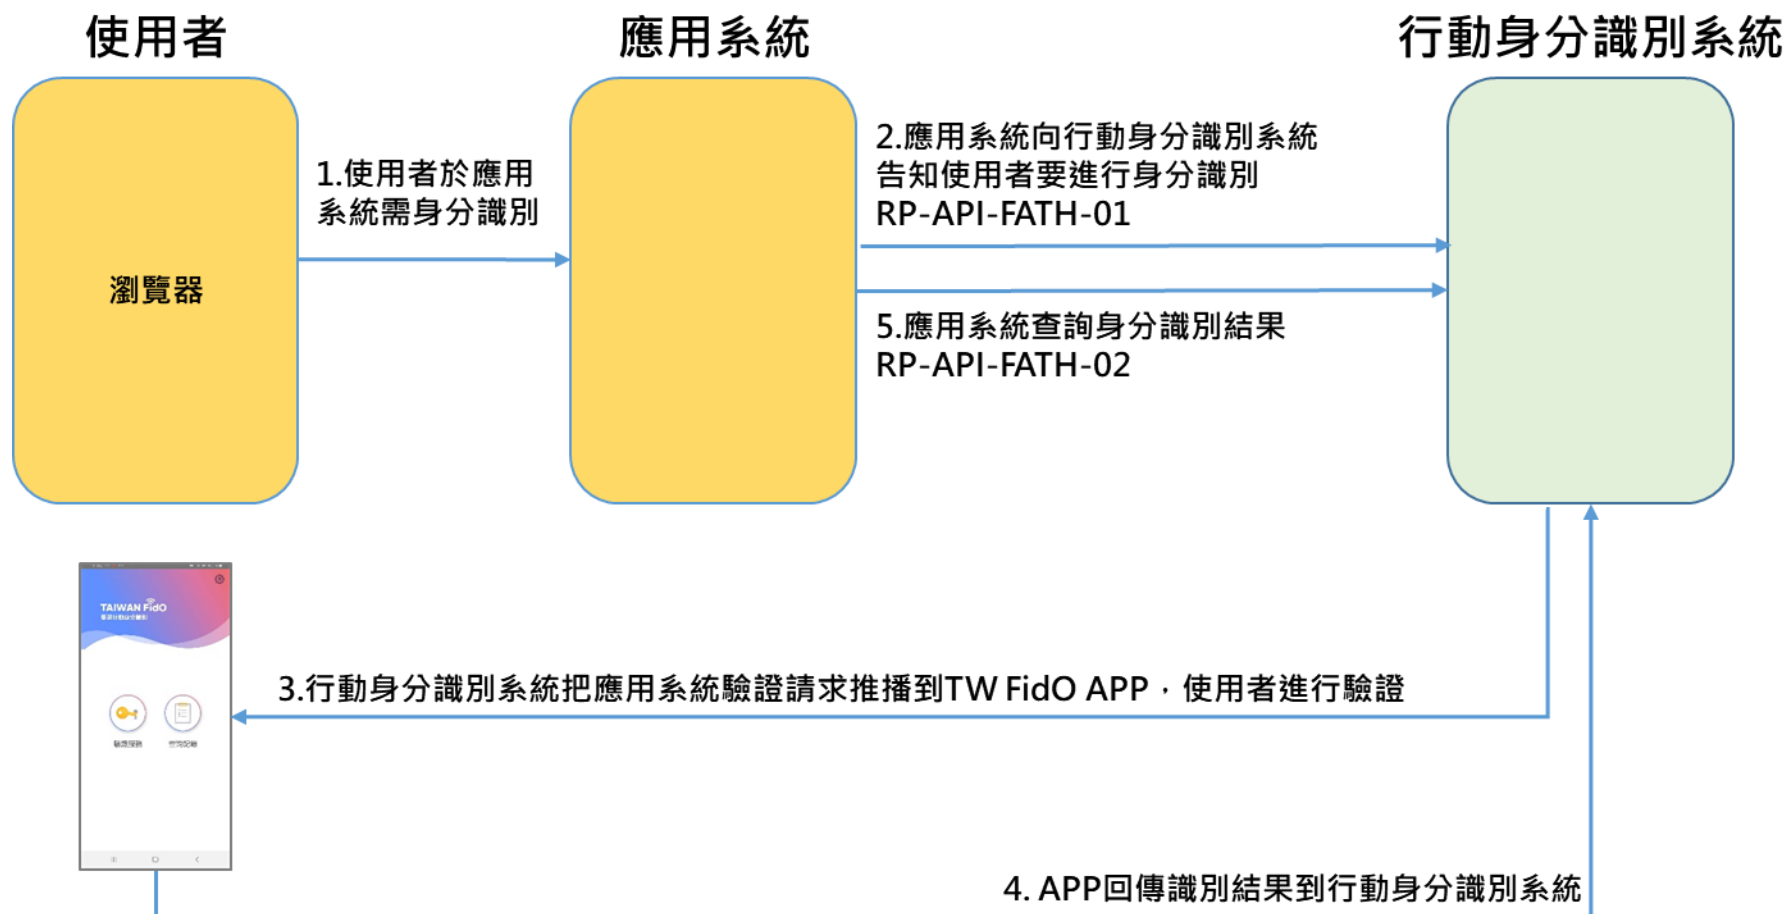 使用者
應用系統
行動身分識別系統
瀏覽器
1.使用者於應用
系統需身分識別
2.應用系統向行動身分識別系統
告知使用者要進行身分識別
RP-API-FATH-01
5.應用系統查詢身分識別結果
RP-API-FATH-02
TAIWAN FidO
3.行動身分識別系統把應用系統驗證請求推播到TW FidO APP，使用者進行驗證
4. APP回傳識別結果到行動身分識別系統